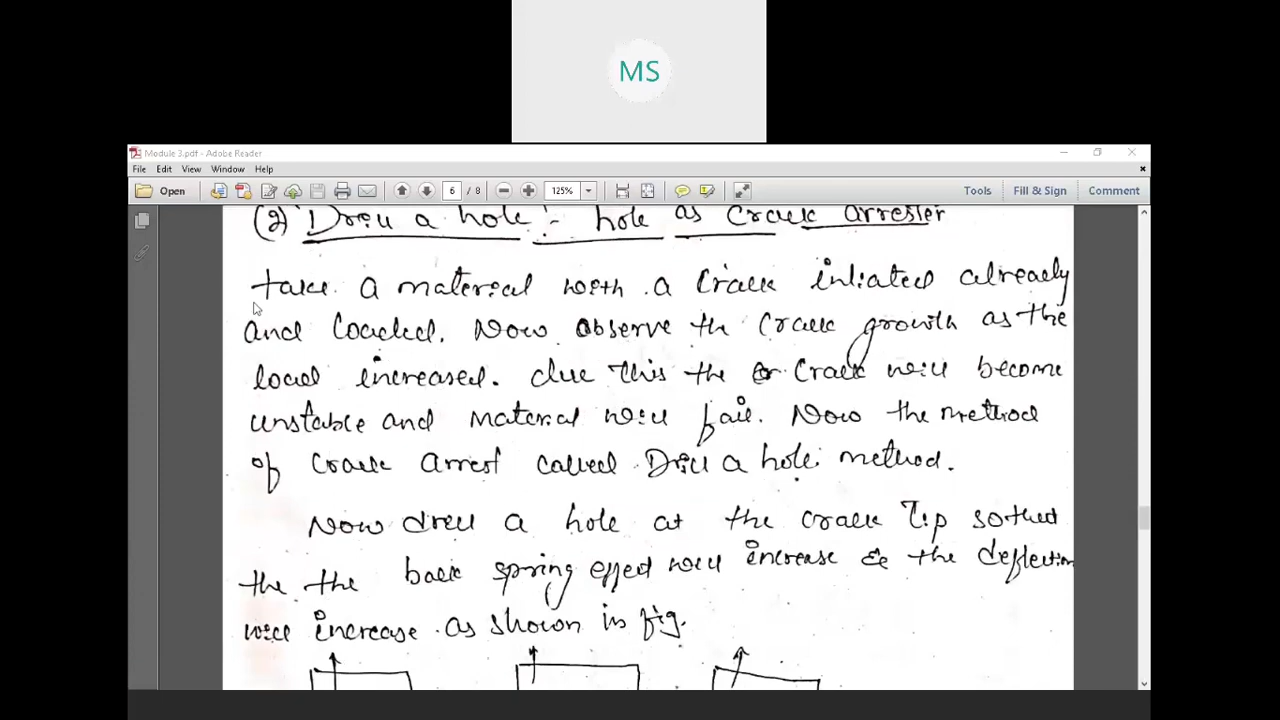 MS
Module 3.pdf - Adobe Reader
File Edit View Window Help
Open 6 / 8 125% Tools Fill & Sign Comment
(2) Drill a hole :- hole as Crack arrester
take a material with a Crack intiated already
and loaded. Now observe the Crack growth as the
load increased. due this the Crack will become
unstable and material will fail. Now the method
of Crack Arrest called Drill a hole method.
Now drill a hole at the crack Tip so that
the the back spring effect will increase & the deflection
will increase as shown in fig.